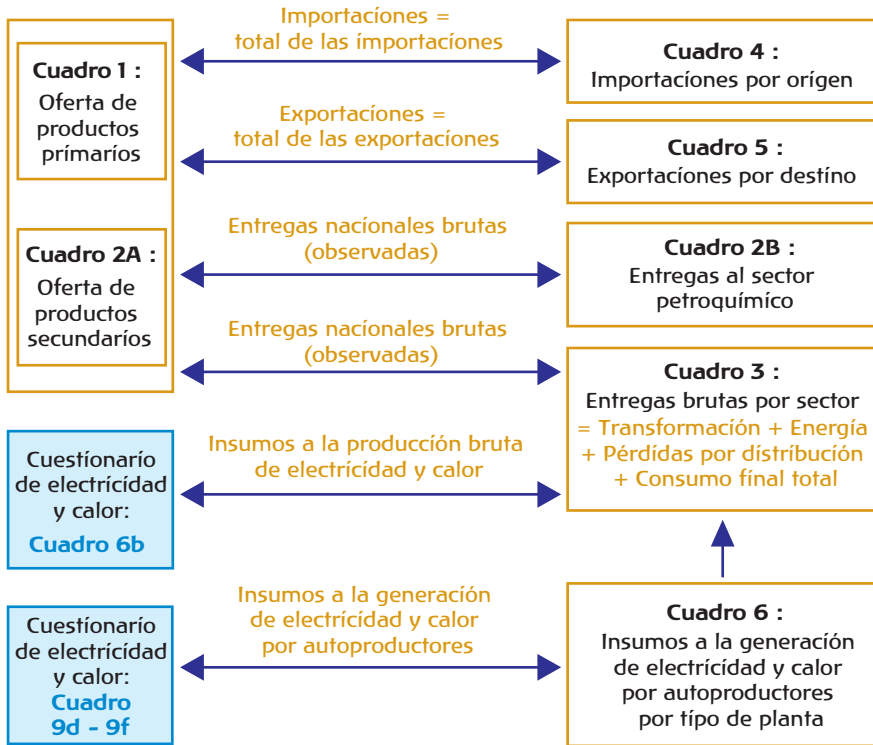 Importaciones =
total de las importaciones
Cuadro 1 :
Oferta de
productos
primarios
Cuadro 4 :
Importaciones por origen
Exportaciones =
total de las exportaciones
Cuadro 5 :
Exportaciones por destino
Cuadro 2A :
Oferta de
productos
secundarios
Entregas nacionales brutas
(observadas)
Cuadro 2B :
Entregas al sector
petroquímico
Entregas nacionales brutas
(observadas)
Cuadro 3 :
Entregas brutas por sector
= Transformación + Energía
+ Pérdidas por distribución
+ Consumo final total
Cuestionario
de electricidad
y calor:
Cuadro 6b
Insumos a la producción bruta
de electricidad y calor
Cuestionario
de electricidad
y calor:
Cuadro
9d - 9f
Insumos a la generación
de electricidad y calor
por autoproductores
Cuadro 6 :
Insumos a la generación
de electricidad y calor
por autoproductores
por tipo de planta